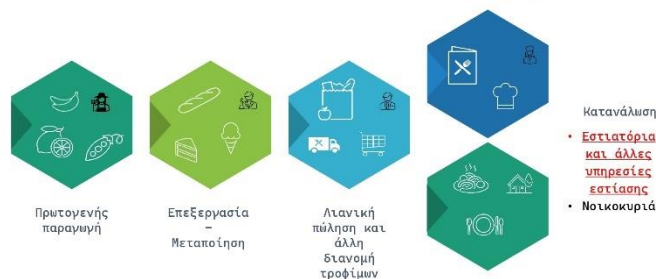 Πρωτογενής
παραγωγή
Επεξεργασία
–
Μεταποίηση
Λιανική
πώληση και
άλλη
διανομή
τροφίμων
Κατανάλωση
• Εστιατόρια
και άλλες
υπηρεσίες
εστίασης
• Νοικοκυριά